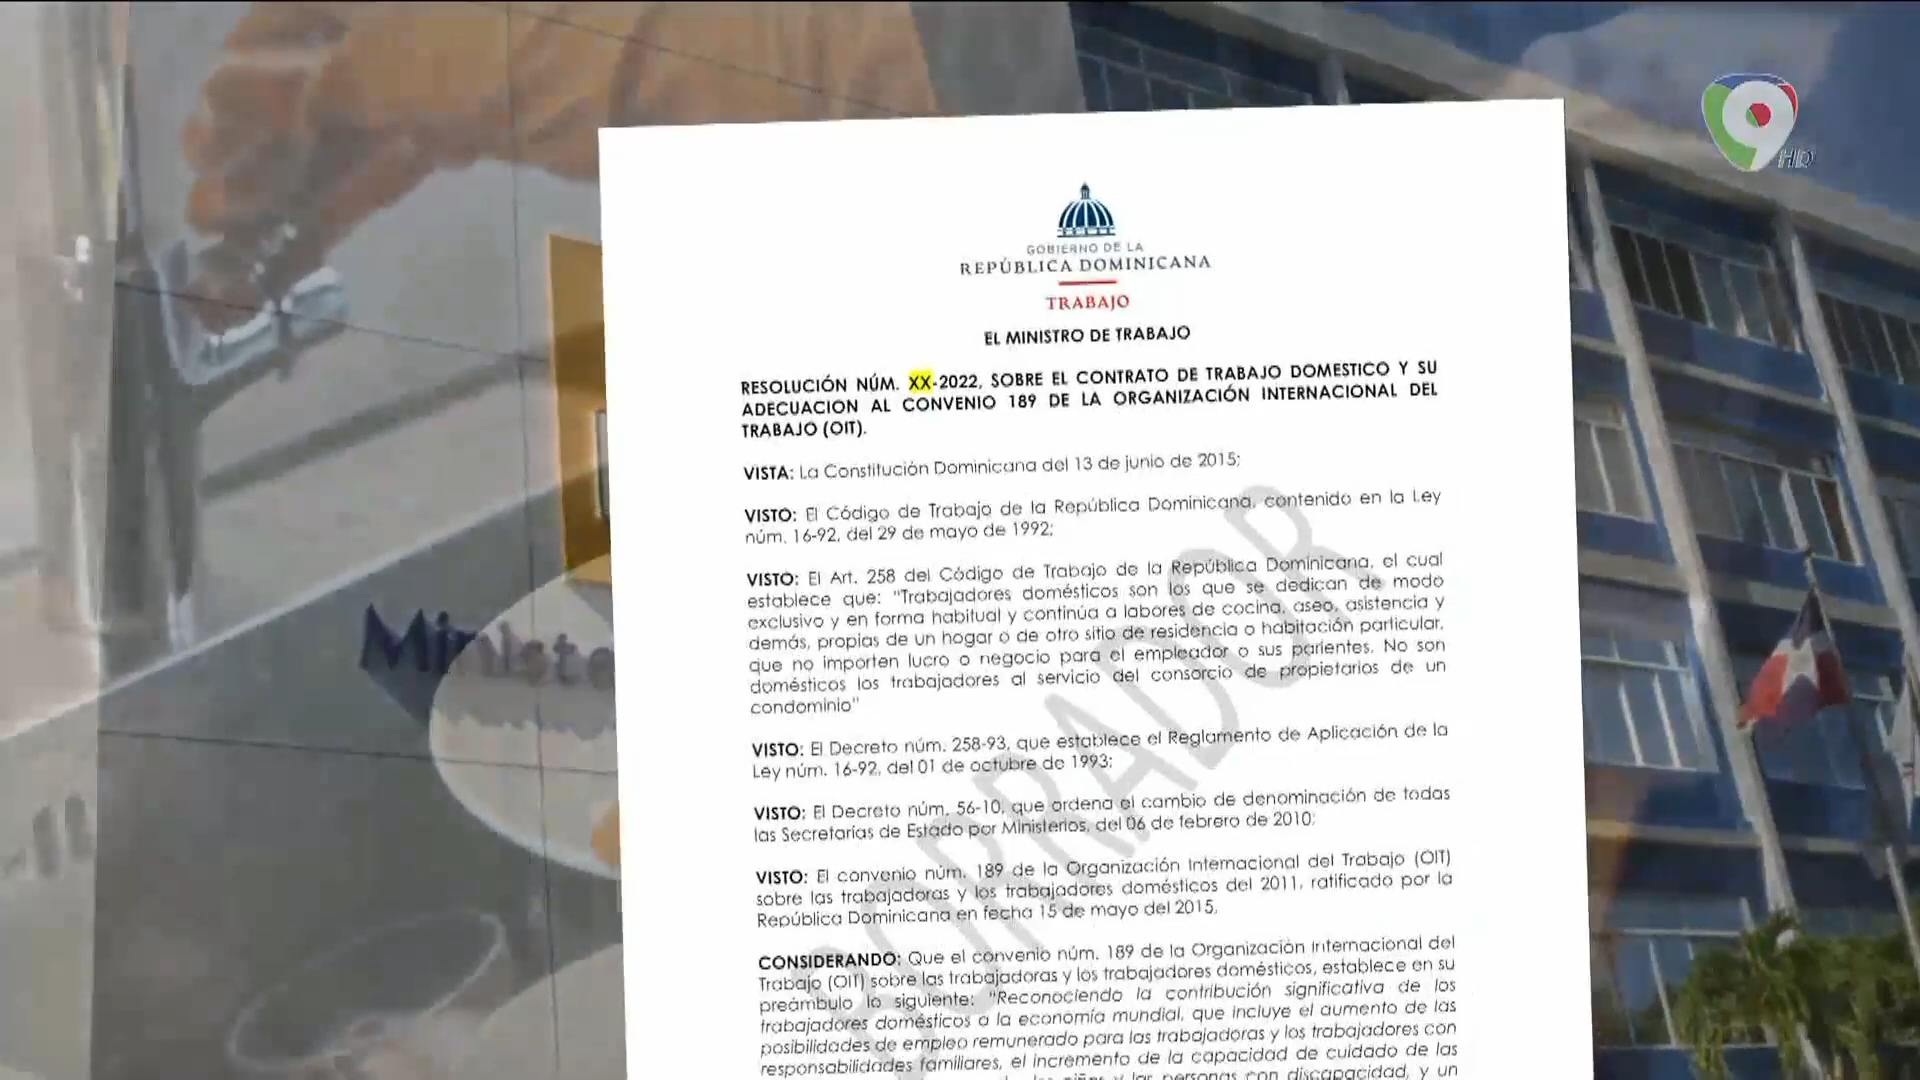 HD
GOBIERNO DE LA
REPÚBLICA DOMINICANA
TRABAJO
EL MINISTRO DE TRABAJO
RESOLUCIÓN NÚM. XX-2022, SOBRE EL CONTRATO DE TRABAJO DOMESTICO Y SU
ADECUACION AL CONVENIO 189 DE LA ORGANIZACIÓN INTERNACIONAL DEL
TRABAJO (OIT).
VISTA: La Constitución Dominicana del 13 de junio de 2015;
VISTO: El Código de Trabajo de la República Dominicana, contenido en la Ley
núm. 16-92, del 29 de mayo de 1992;
VISTO: El Art. 258 del Código de Trabajo de la República Dominicana, el cual
establece que: "Trabajadores domésticos son los que se dedican de modo
exclusivo y en forma habitual y continúa a labores de cocina, aseo, asistencia y
demás, propias de un hogar o de otro sitio de residencia o habitación particular,
que no importen lucro o negocio para el empleador o sus parientes. No son
domésticos los trabajadores al servicio del consorcio de propietarios de un
condominio"
VISTO: El Decreto núm. 258-93, que establece el Reglamento de Aplicación de la
Ley núm. 16-92, del 01 de octubre de 1993;
VISTO: El Decreto núm. 56-10, que ordena el cambio de denominación de todas
las Secretarías de Estado por Ministerios, del 06 de febrero de 2010;
VISTO: El convenio núm. 189 de la Organización Internacional del Trabajo (OIT)
sobre las trabajadoras y los trabajadores domésticos del 2011, ratificado por la
República Dominicana en fecha 15 de mayo del 2015,
CONSIDERANDO: Que el convenio núm. 189 de la Organización Internacional del
Trabajo (OIT) sobre las trabajadoras y los trabajadores domésticos, establece en su
preámbulo lo siguiente: "Reconociendo la contribución significativa de los
trabajadores domésticos a la economía mundial, que incluye el aumento de las
posibilidades de empleo remunerado para las trabajadoras y los trabajadores con
responsabilidades familiares, el incremento de la capacidad de cuidado de las
y las personas con discapacidad, y un
BORRADOR
Ministe